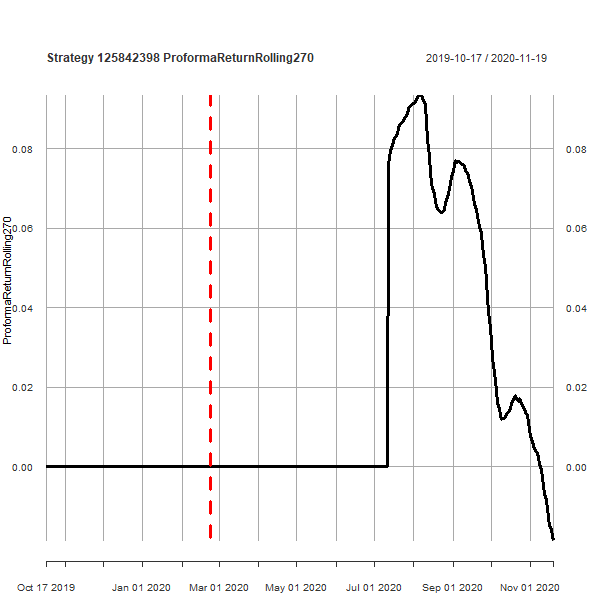 Strategy 125842398 ProformaReturnRolling270
2019-10-17 / 2020-11-19
ProformaReturnRolling270
0.08 0.08
0.06 0.06
0.04 0.04
0.02 0.02
0.00 0.00
Oct 17 2019 Jan 01 2020 Mar 01 2020 May 01 2020 Jul 01 2020 Sep 01 2020 Nov 01 2020